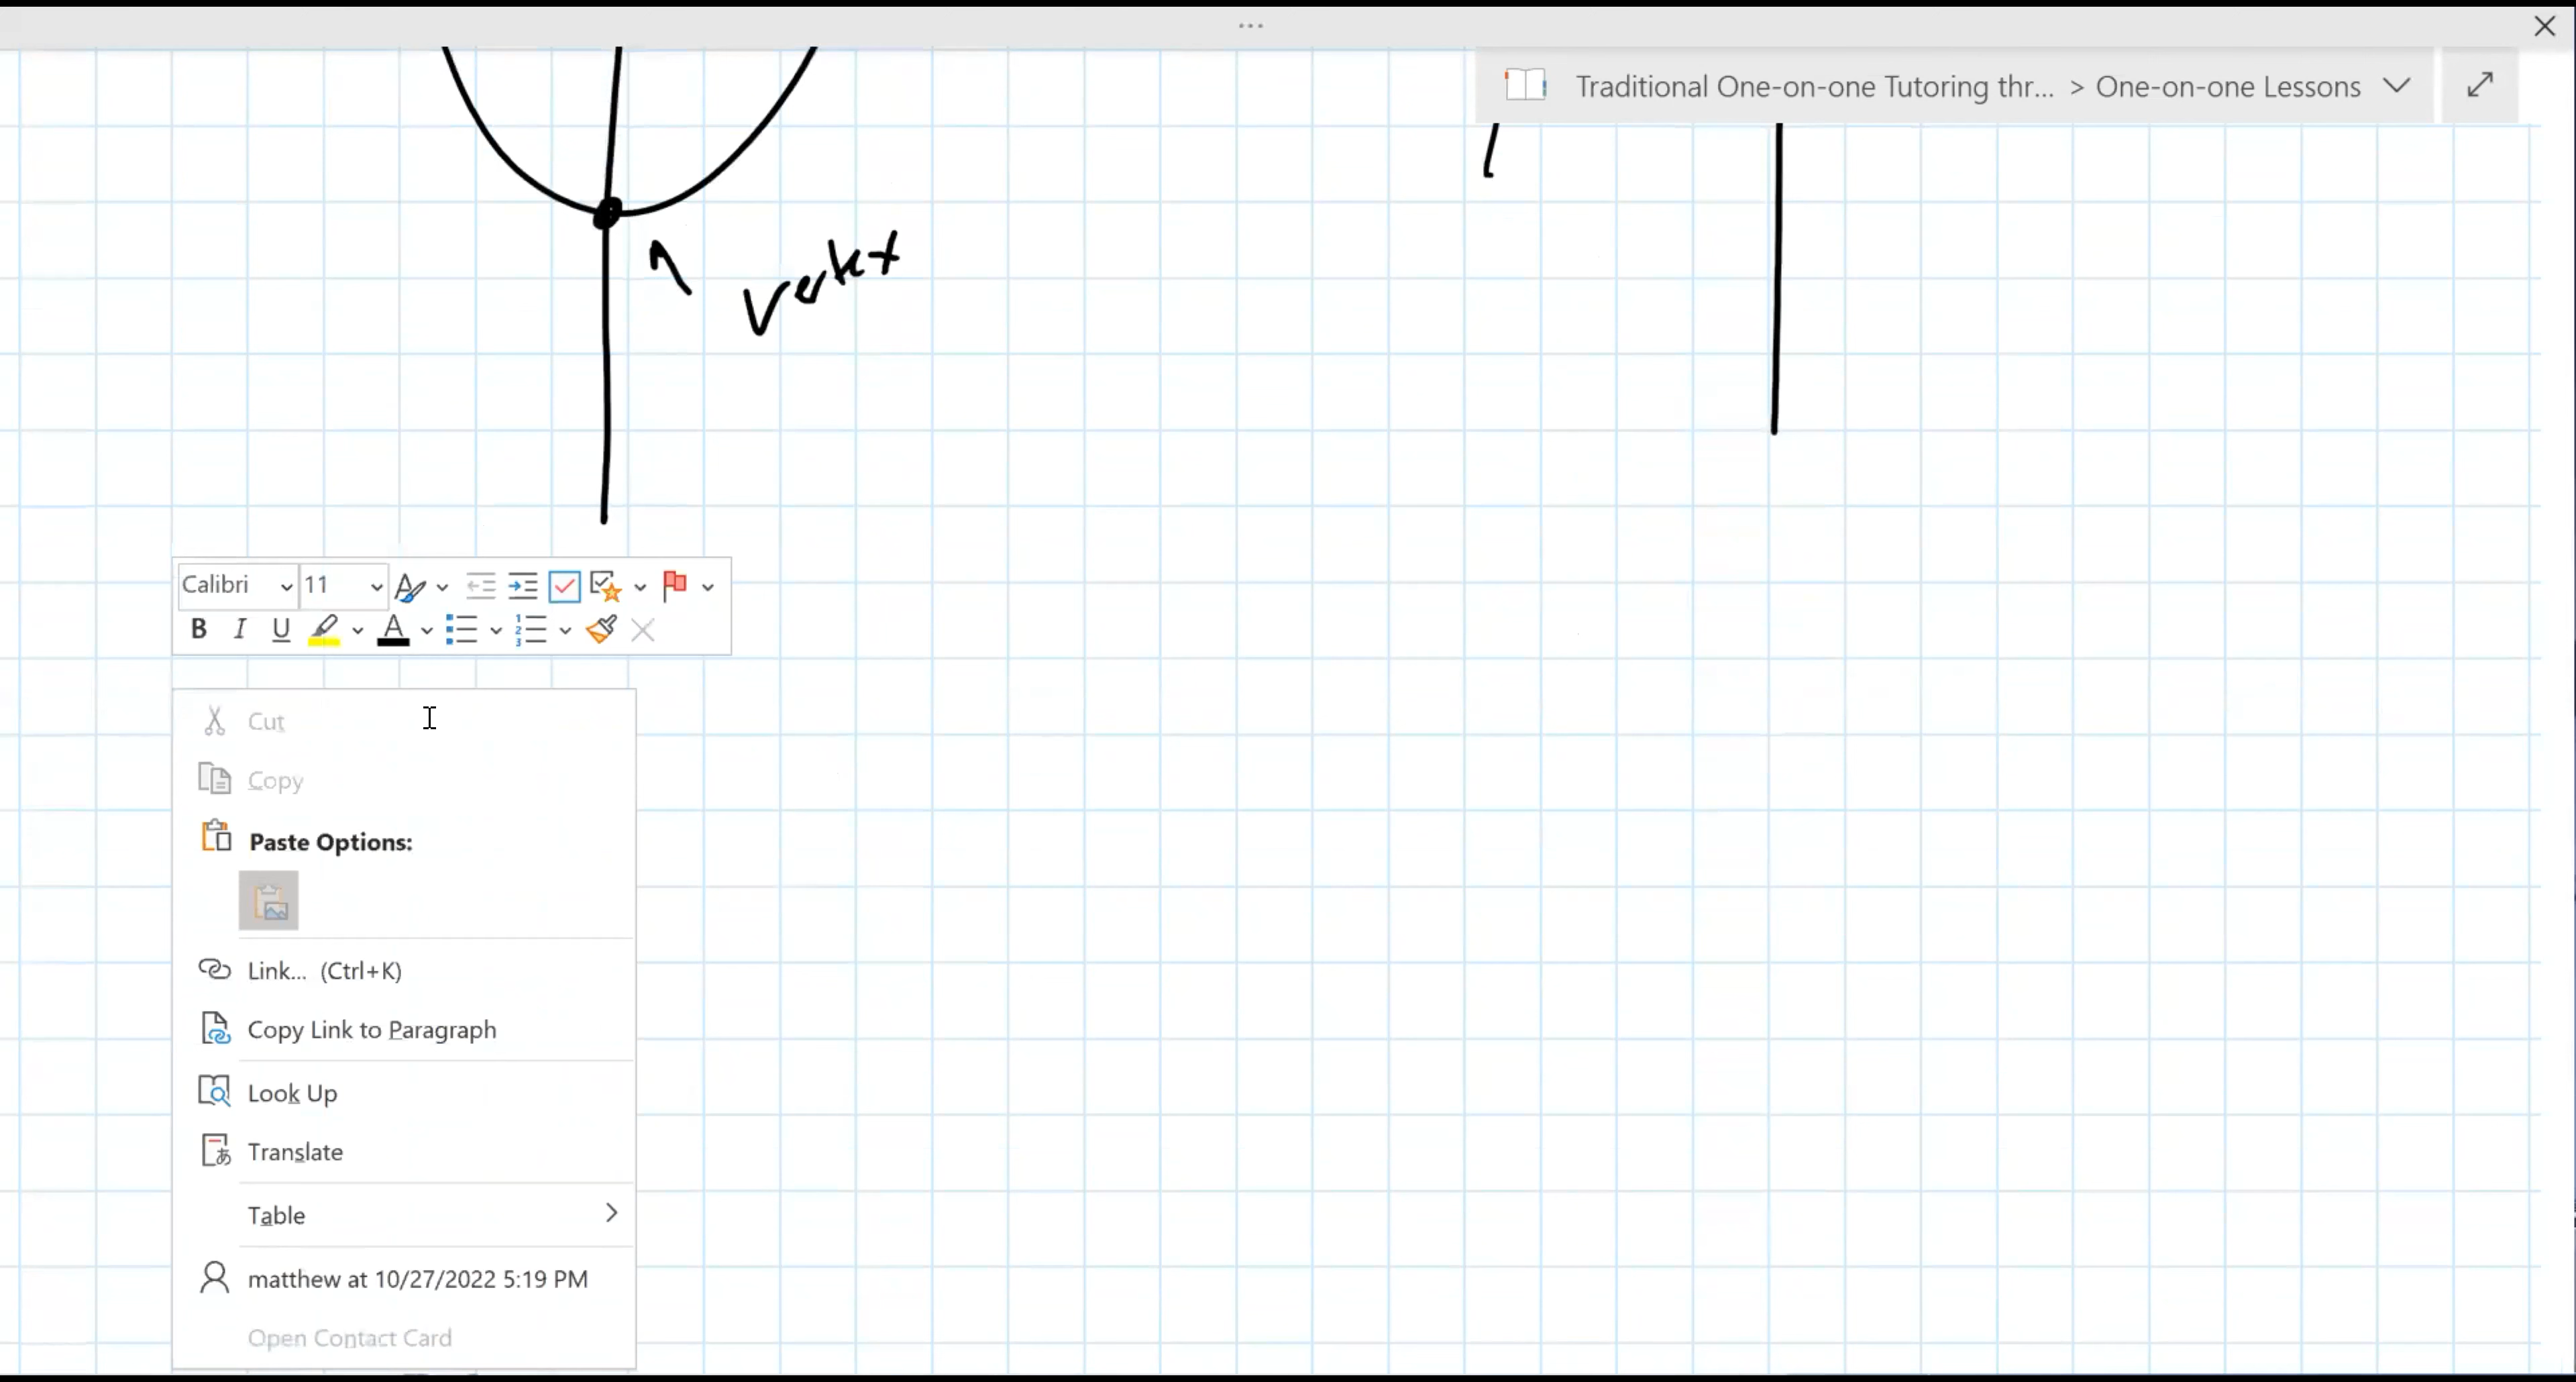 Traditional One-on-one Tutoring thr... > One-on-one Lessons
Vertex
Calibri 11
B I U A
Cut
Copy
Paste Options:
Link... (Ctrl+K)
Copy Link to Paragraph
Look Up
Translate
Table
matthew at 10/27/2022 5:19 PM
Open Contact Card